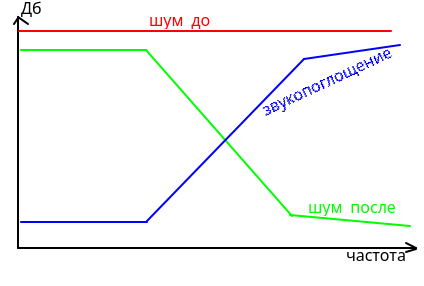 Дб
шум до
звукопоглощение
шум после
частота